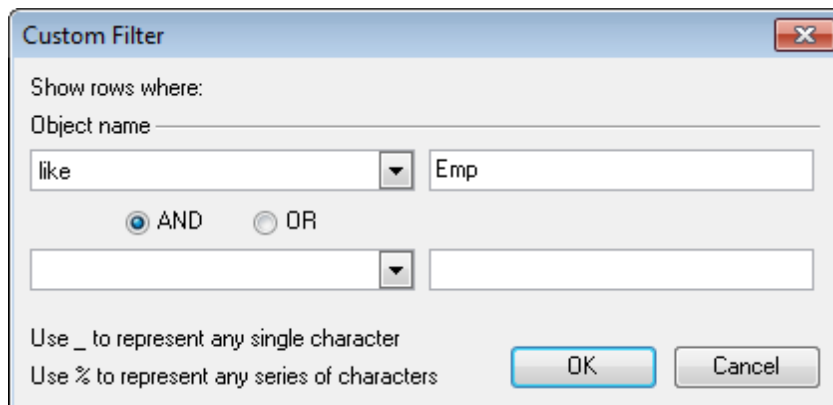 Custom Filter
Show rows where:
Object name
like Emp
AND OR
Use _ to represent any single character
Use % to represent any series of characters
OK Cancel